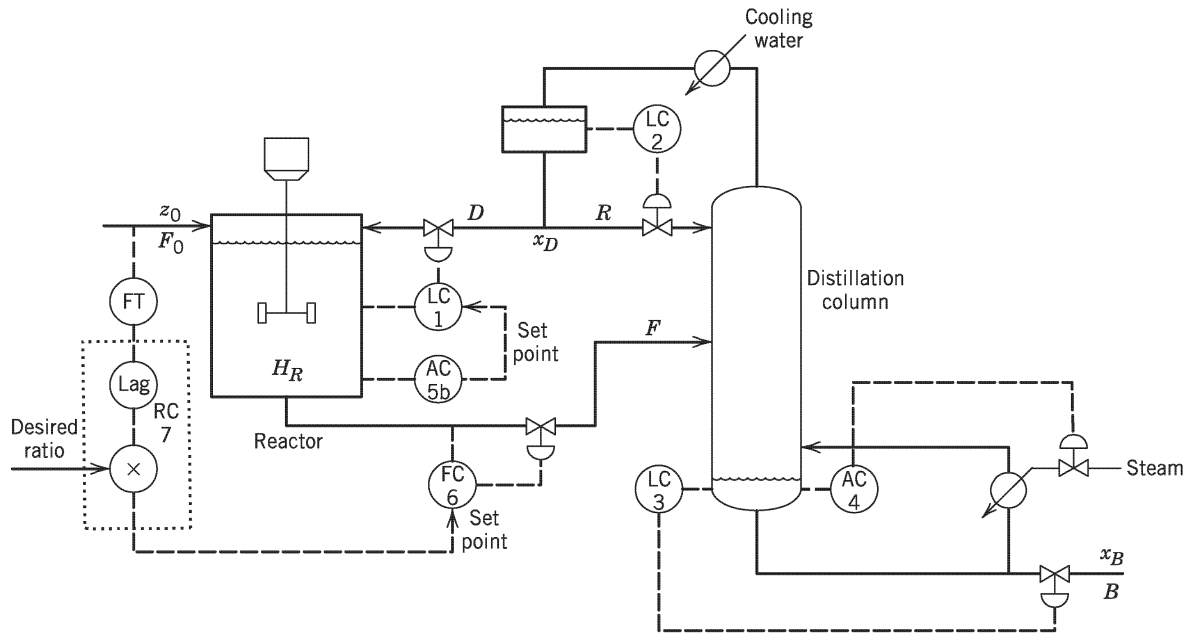 Cooling
water
LC
2
z0
F0
D
R
xD
FT
LC
1
Set
point
F
Distillation
column
HR
AC
5b
Lag
RC
7
Desired
ratio
×
Reactor
FC
6
Set
point
LC
3
AC
4
Steam
xB
B